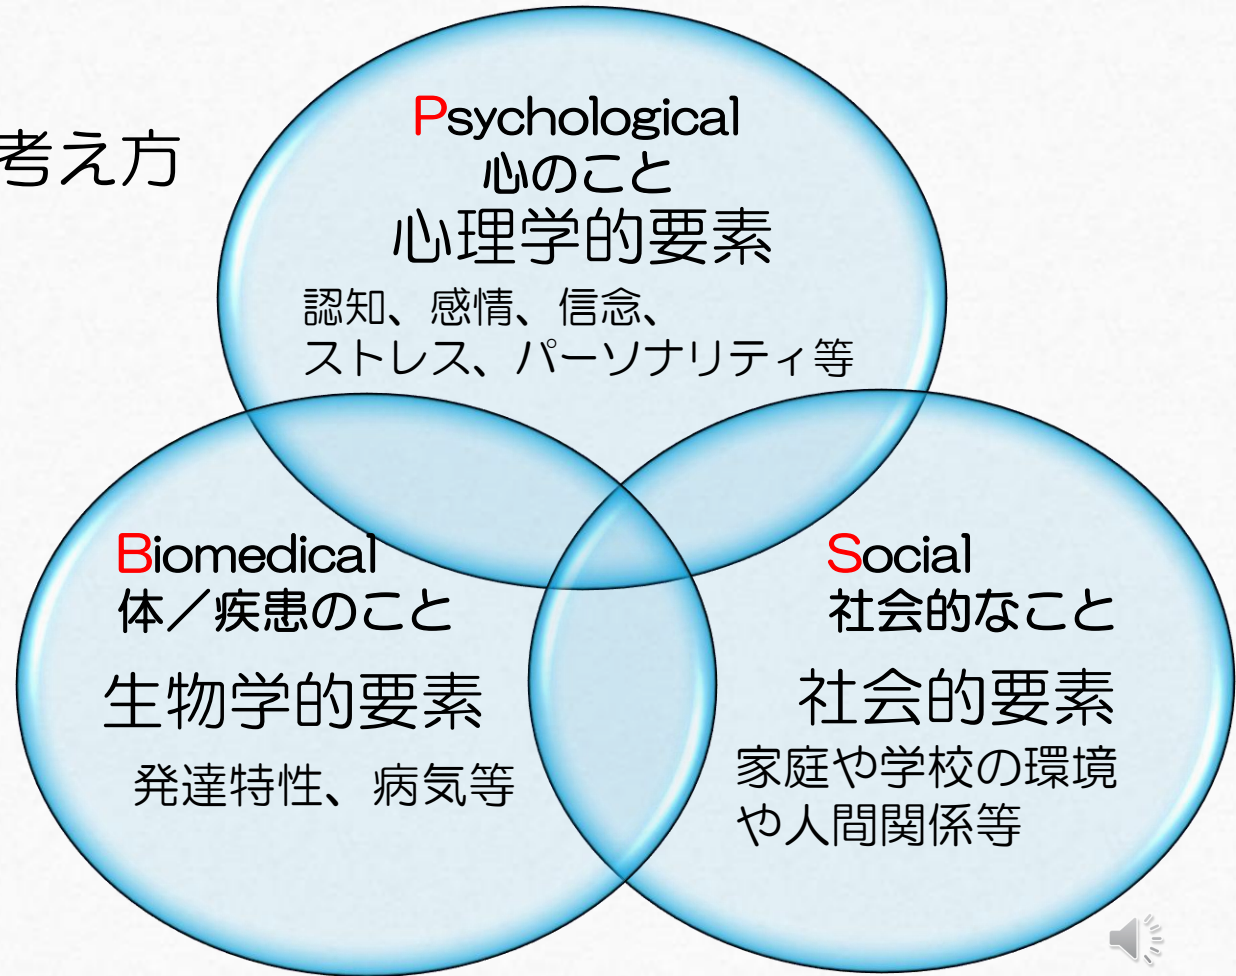 考え方
Psychological
心のこと
心理学的要素
認知、感情、信念、
ストレス、パーソナリティ等
Biomedical
体／疾患のこと
生物学的要素
発達特性、病気等
Social
社会的なこと
社会的要素
家庭や学校の環境
や人間関係等